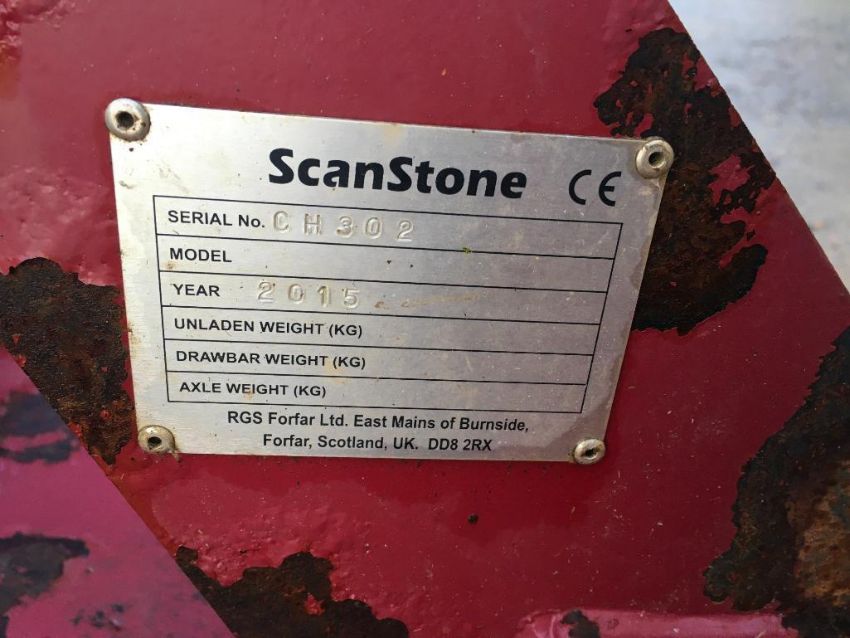 ScanStone CE
SERIAL No. CH302
MODEL
YEAR 2015
UNLADEN WEIGHT (KG)
DRAWBAR WEIGHT (KG)
AXLE WEIGHT (KG)
RGS Forfar Ltd. East Mains of Burnside,
Forfar, Scotland, UK. DD8 2RX